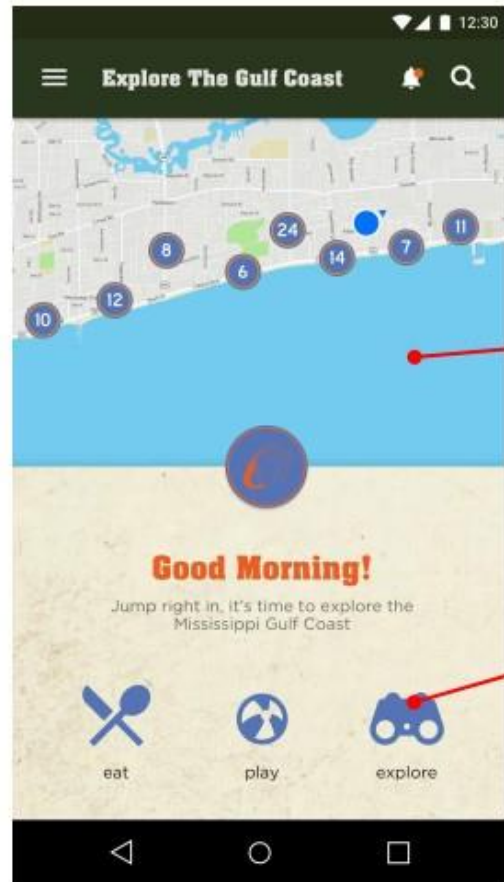 12:30
Explore The Gulf Coast
11
24
8
7
14
6
12
10
Good Morning!
Jump right in, it's time to explore the
Mississippi Gulf Coast
eat play explore